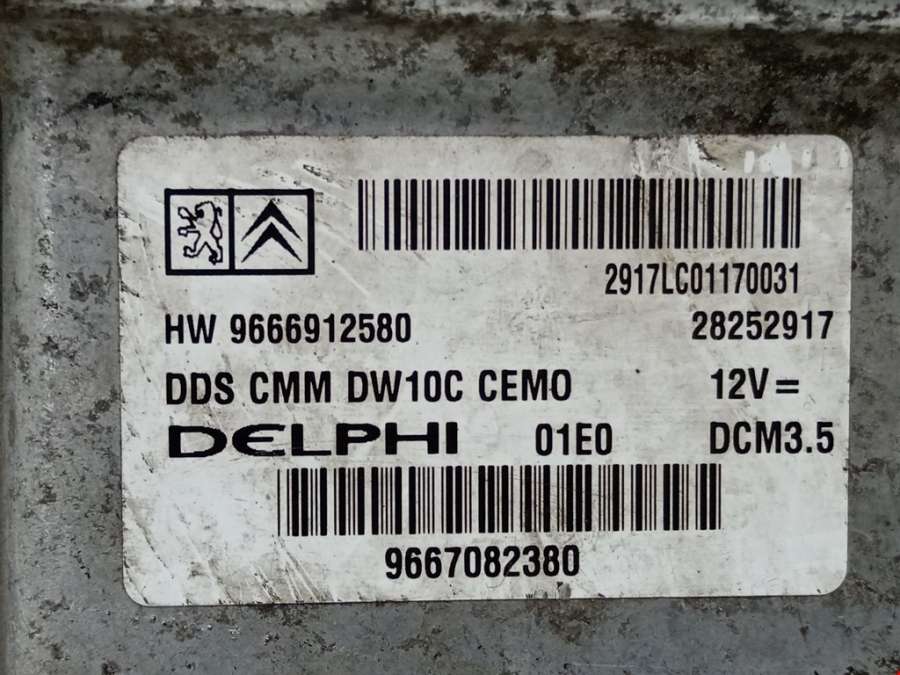 2917LC01170031
HW 9666912580 28252917
DDS CMM DW10C CEMO 12V=
DELPHI 01E0 DCM3.5
9667082380